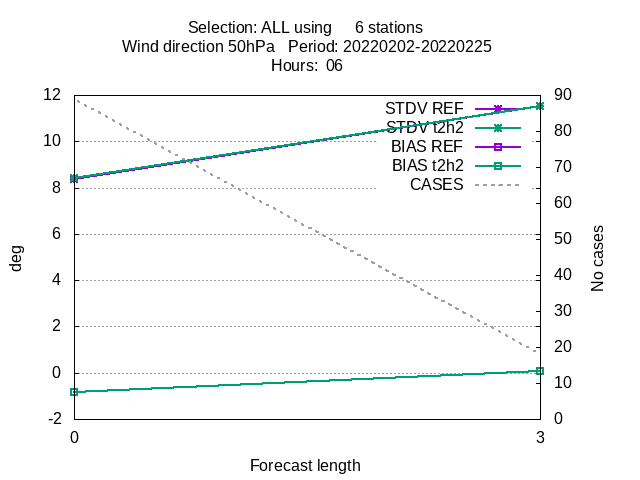 Selection: ALL using     6 stations
Wind direction 50hPa   Period: 20220202-20220225
Hours:  06
12
10
8
6
4
2
0
-2
90
80
70
60
50
40
30
20
10
0
STDV REF
STDV t2h2
BIAS REF
BIAS t2h2
CASES
deg
No cases
0
3
Forecast length